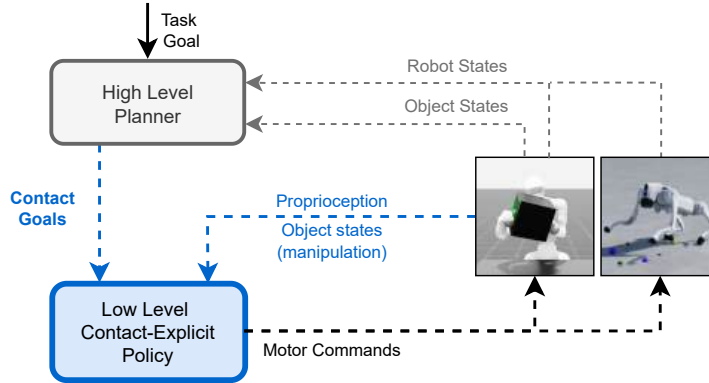 Task
Goal
Robot States
High Level
Planner
Object States
Contact
Goals
Proprioception
Object states
(manipulation)
Low Level
Contact-Explicit
Policy
Motor Commands